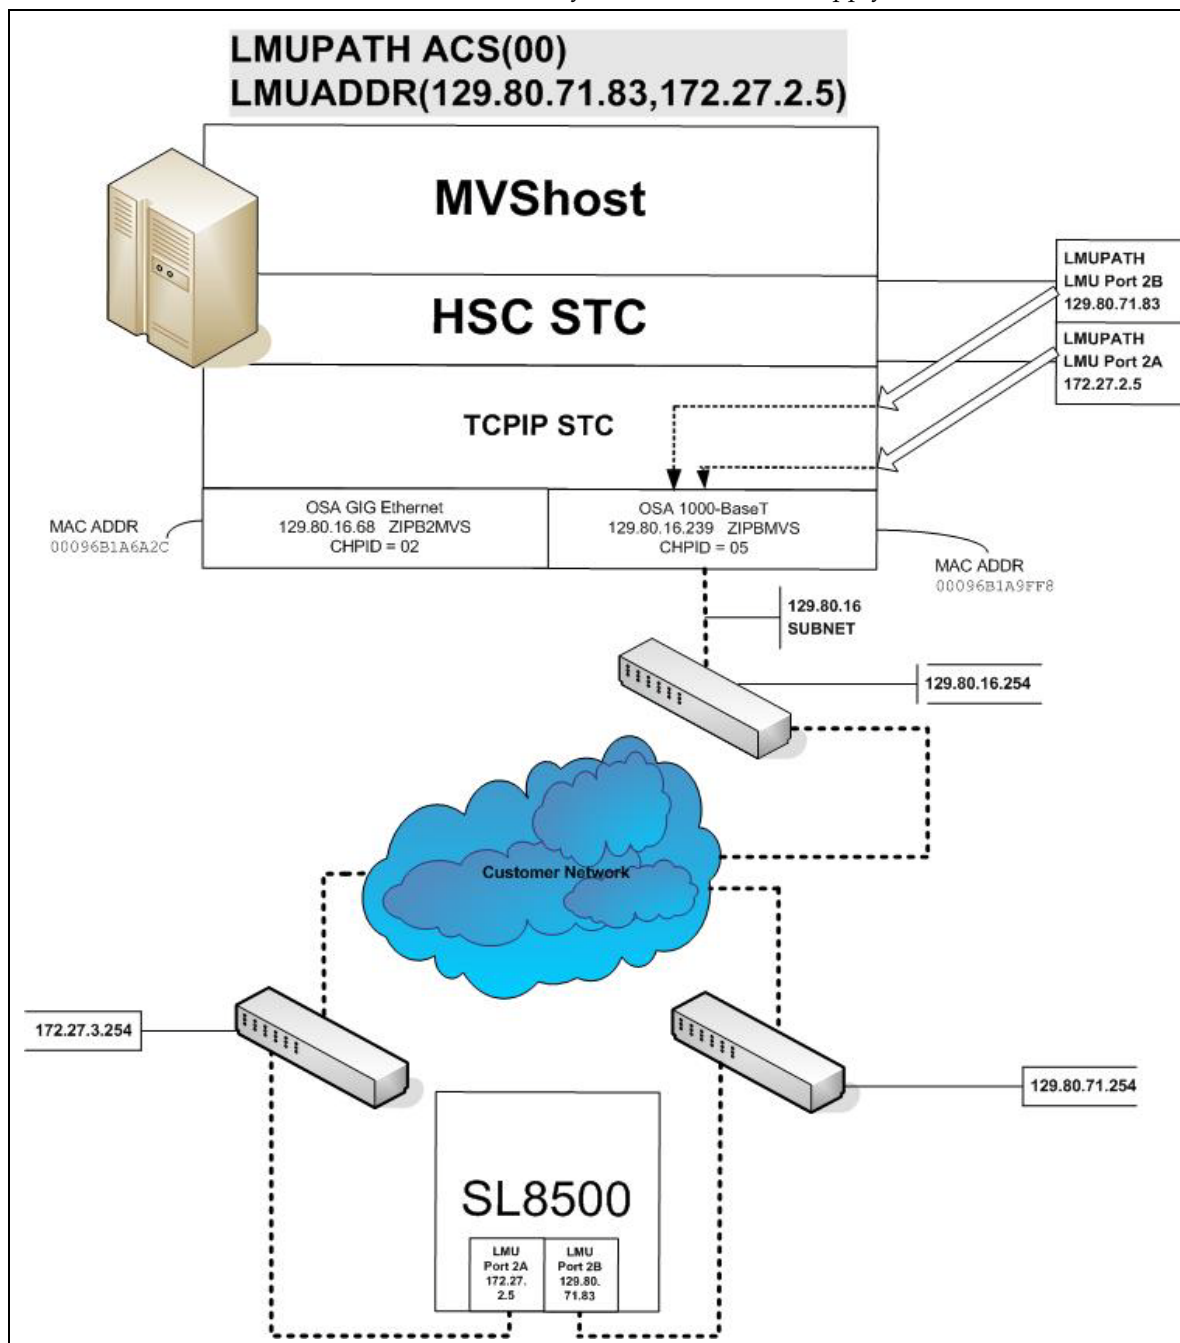 LMUPATH ACS(00)
LMUADDR(129.80.71.83,172.27.2.5)
MVShost
HSC STC
TCPIP STC
LMUPATH
LMU Port 2B
129.80.71.83
LMUPATH
LMU Port 2A
172.27.2.5
OSA GIG Ethernet
129.80.16.68 ZIPB2MVS
CHPID = 02
OSA 1000-BaseT
129.80.16.239 ZIPBMVS
CHPID = 05
MAC ADDR
00096B1A6A2C
MAC ADDR
00096B1A9FF8
129.80.16
SUBNET
129.80.16.254
Customer Network
172.27.3.254
129.80.71.254
SL8500
LMU
Port 2A
172.27.
2.5
LMU
Port 2B
129.80.
71.83